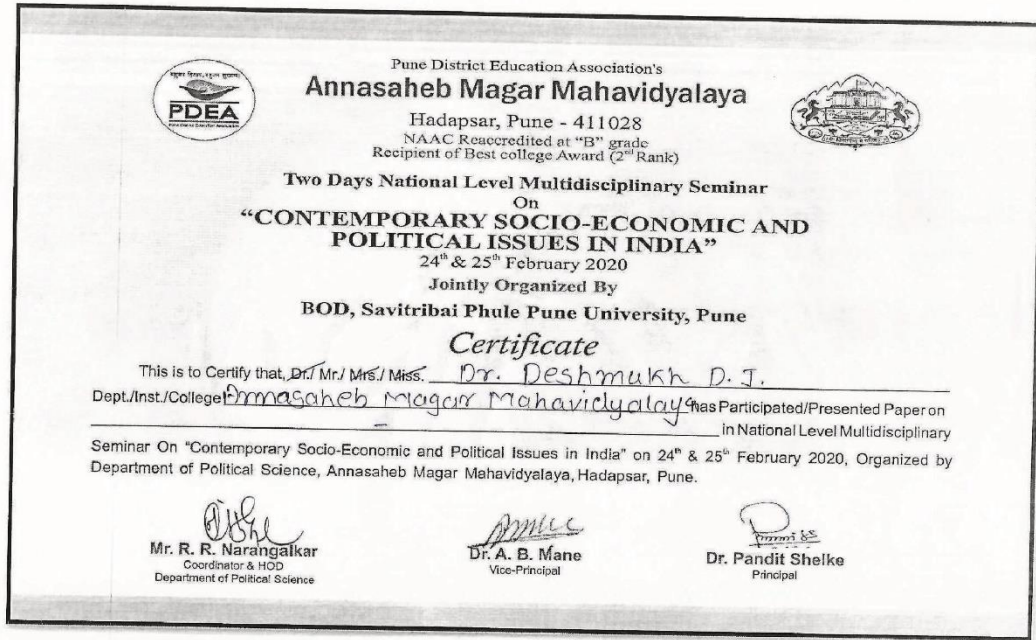 Pune District Education Association's
Annasaheb Magar Mahavidyalaya
Hadapsar, Pune - 411028
NAAC Reaccredited at "B" grade
Recipient of Best college Award (2nd Rank)
PDEA
Two Days National Level Multidisciplinary Seminar
On
"CONTEMPORARY SOCIO-ECONOMIC AND
POLITICAL ISSUES IN INDIA"
24th & 25th February 2020
Jointly Organized By
BOD, Savitribai Phule Pune University, Pune
Certificate
This is to Certify that, Dr./ Mr./ Mrs./ Miss. Dr. Deshmukh D. J.
Dept./Inst./College Annasaheb Magar Mahavidyalaya has Participated/Presented Paper on
in National Level Multidisciplinary
Seminar On "Contemporary Socio-Economic and Political Issues in India" on 24th & 25th February 2020, Organized by
Department of Political Science, Annasaheb Magar Mahavidyalaya, Hadapsar, Pune.
Mr. R. R. Narangalkar
Coordinator & HOD
Department of Political Science
Dr. A. B. Mane
Vice-Principal
Dr. Pandit Shelke
Principal